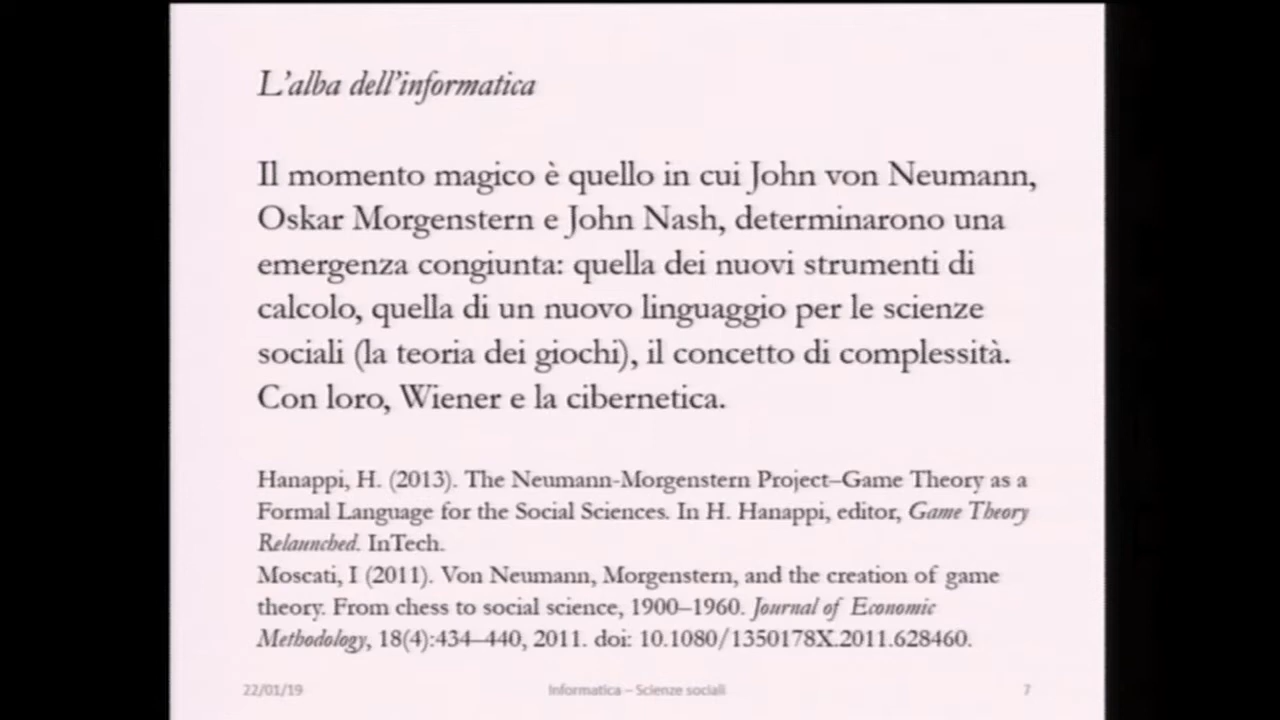 L’alba dell’informatica
Il momento magico è quello in cui John von Neumann,
Oskar Morgenstern e John Nash, determinarono una
emergenza congiunta: quella dei nuovi strumenti di
calcolo, quella di un nuovo linguaggio per le scienze
sociali (la teoria dei giochi), il concetto di complessità.
Con loro, Wiener e la cibernetica.
Hanappi, H. (2013). The Neumann-Morgenstern Project–Game Theory as a
Formal Language for the Social Sciences. In H. Hanappi, editor, Game Theory
Relaunched. InTech.
Moscati, I (2011). Von Neumann, Morgenstern, and the creation of game
theory. From chess to social science, 1900–1960. Journal of Economic
Methodology, 18(4):434–440, 2011. doi: 10.1080/1350178X.2011.628460.
22/01/19 Informatica – Scienze sociali 7